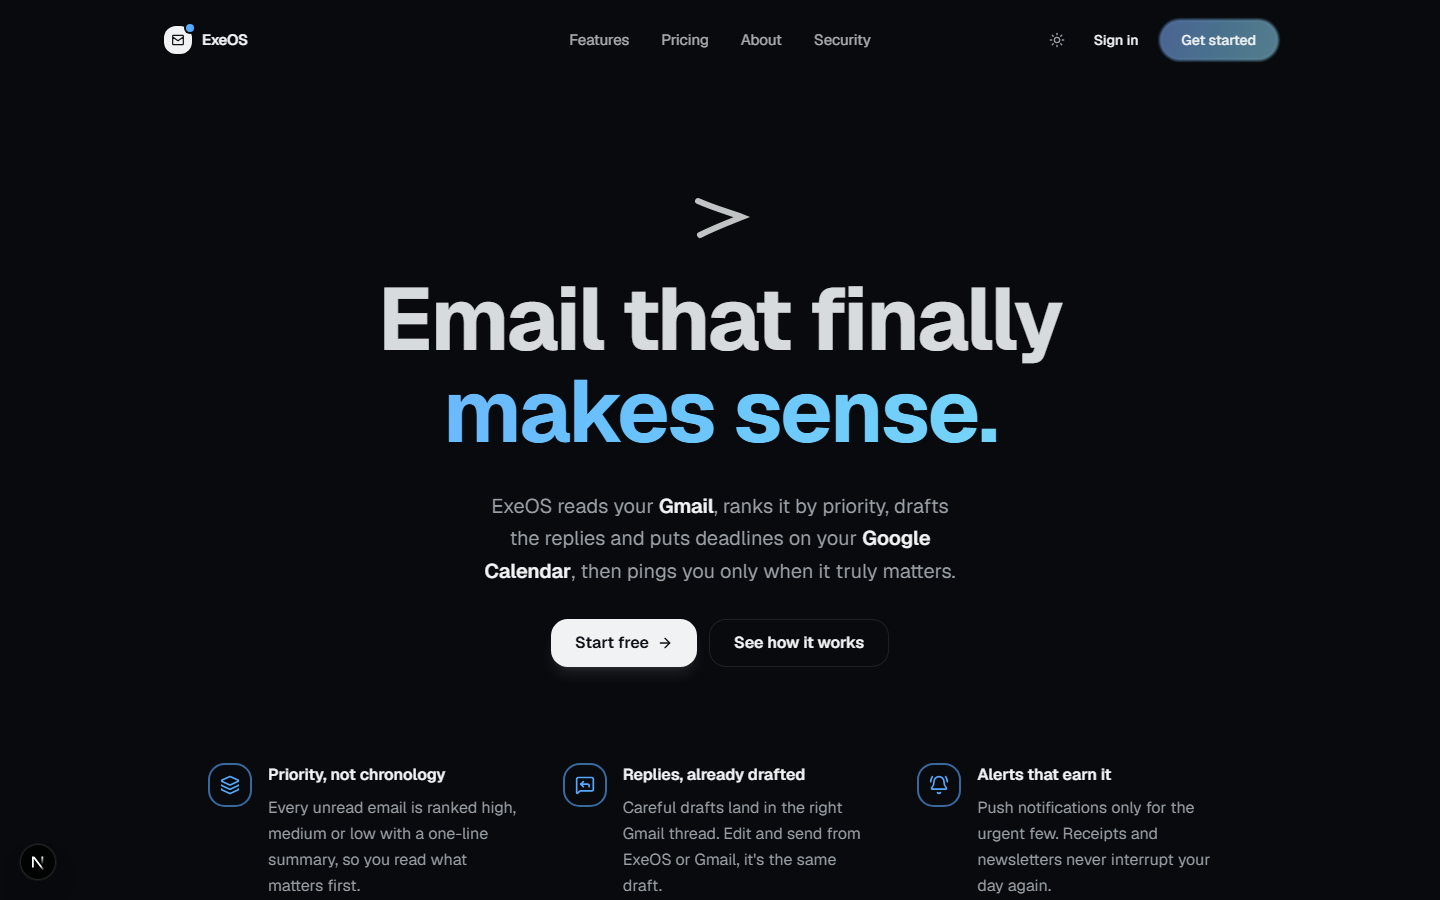 ExeOS
Features
Pricing
About
Security
Sign in
Get started
>
Email that finally
makes sense.
ExeOS reads your Gmail, ranks it by priority, drafts
the replies and puts deadlines on your Google
Calendar, then pings you only when it truly matters.
Start free →
See how it works
Priority, not chronology
Every unread email is ranked high,
medium or low with a one-line
summary, so you read what
matters first.
Replies, already drafted
Careful drafts land in the right
Gmail thread. Edit and send from
ExeOS or Gmail, it's the same
draft.
Alerts that earn it
Push notifications only for the
urgent few. Receipts and
newsletters never interrupt your
day again.
N